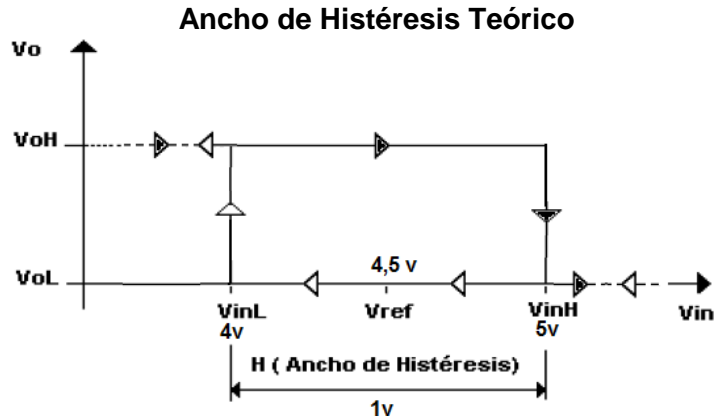 Ancho de Histéresis Teórico
Vo
VoH
VoL
4,5 v
VinL
Vref
VinH
Vin
4v
5v
H ( Ancho de Histéresis)
1v